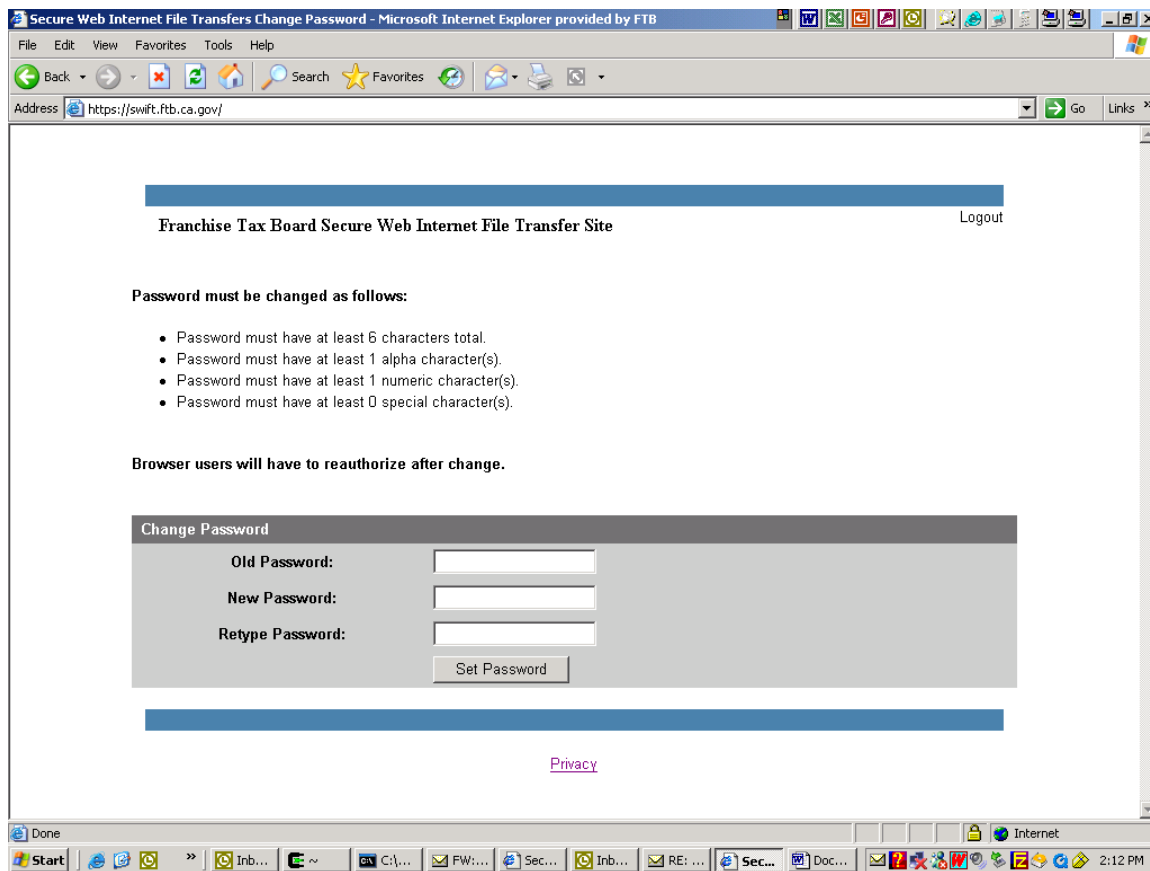 Secure Web Internet File Transfers Change Password - Microsoft Internet Explorer provided by FTB
File Edit View Favorites Tools Help
Back Search Favorites
Address https://swift.ftb.ca.gov/ Go Links »
Franchise Tax Board Secure Web Internet File Transfer Site
Logout
Password must be changed as follows:
• Password must have at least 6 characters total.
• Password must have at least 1 alpha character(s).
• Password must have at least 1 numeric character(s).
• Password must have at least 0 special character(s).
Browser users will have to reauthorize after change.
Change Password
Old Password:
New Password:
Retype Password:
Set Password
Privacy
Done Internet
Start » Inb... ~ C:\... FW:... Sec... Inb... RE: ... Sec... Doc... 2:12 PM